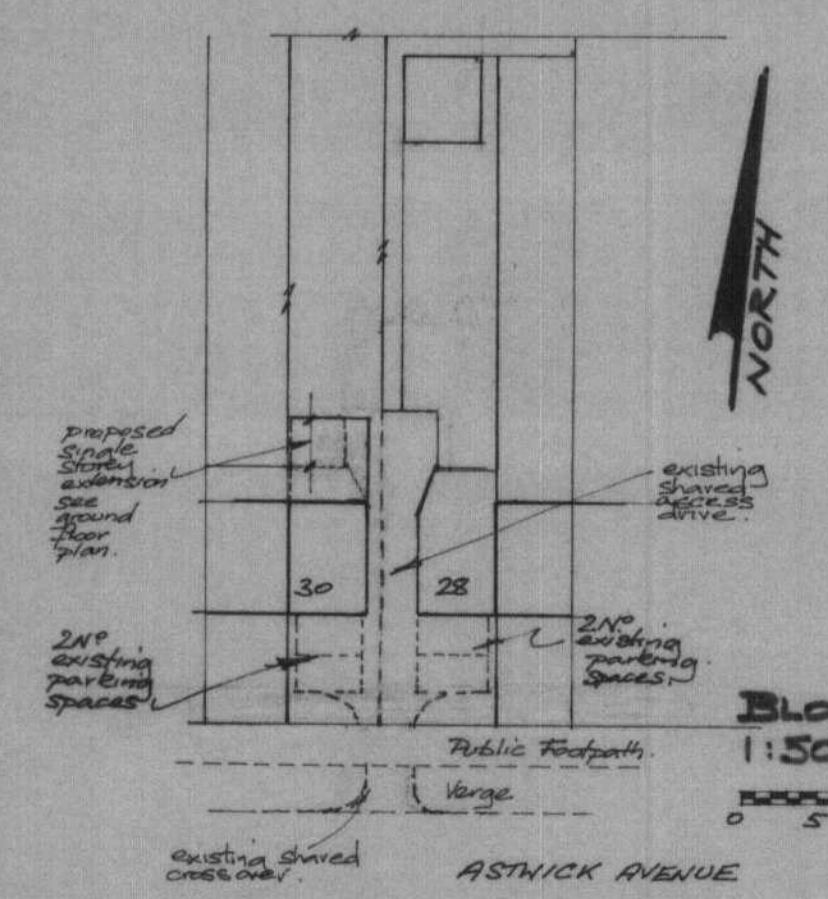 NORTH
proposed
single
storey
extension
see
ground
floor
plan.
existing
shared
access
drive.
30
28
2Nº
existing
parking
spaces
2Nº
existing
parking
spaces.
BLO
1:50
0 5
Public Footpath.
Verge
existing shared
crossover.
ASTWICK AVENUE